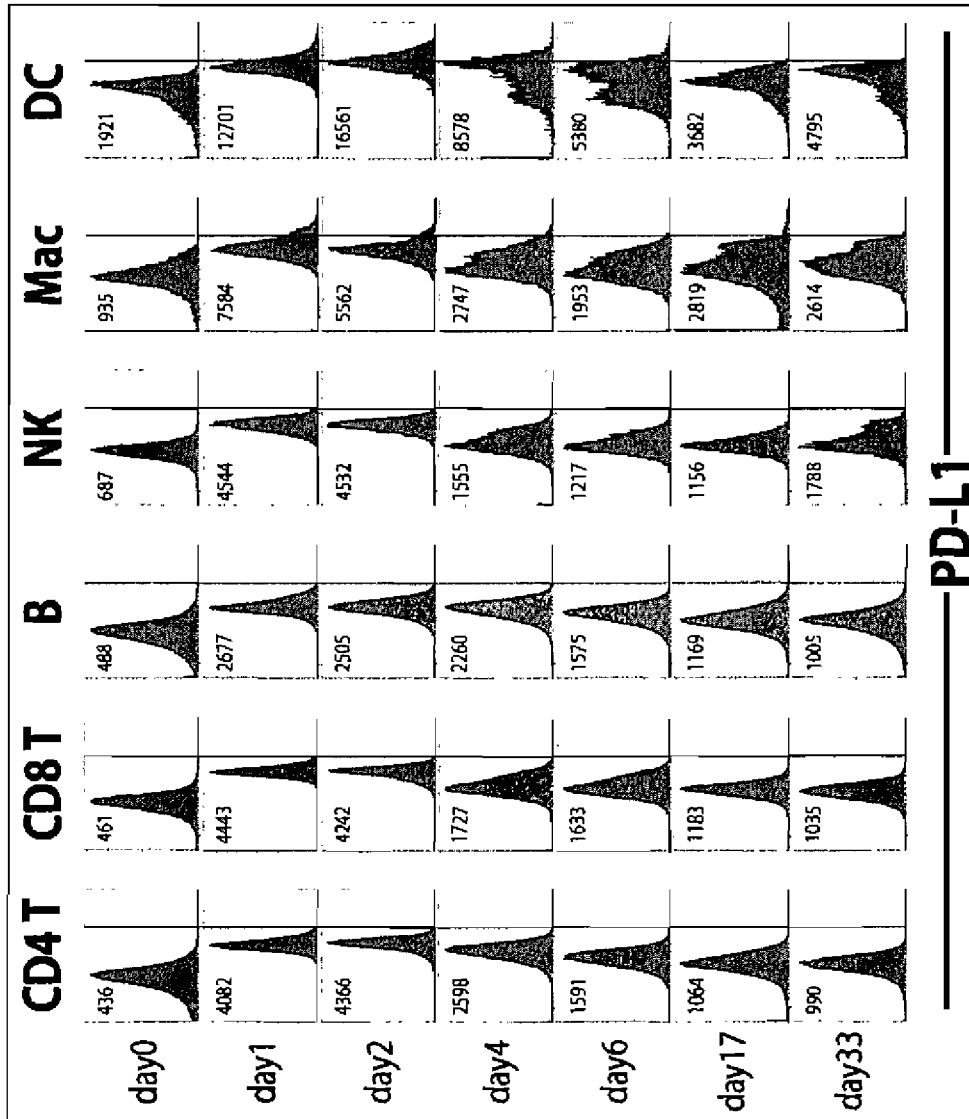 CD4 T CD8 T B NK Mac DC
day0 436 461 488 687 935 1921
day1 4082 4443 2677 4544 7584 12701
day2 4366 4242 2505 4532 5562 16561
day4 2598 1727 2260 1555 2747 8578
day6 1591 1633 1575 1217 1953 5380
day17 1064 1183 1169 1156 2819 3682
day33 990 1035 1005 1788 2614 4795
PD-L1